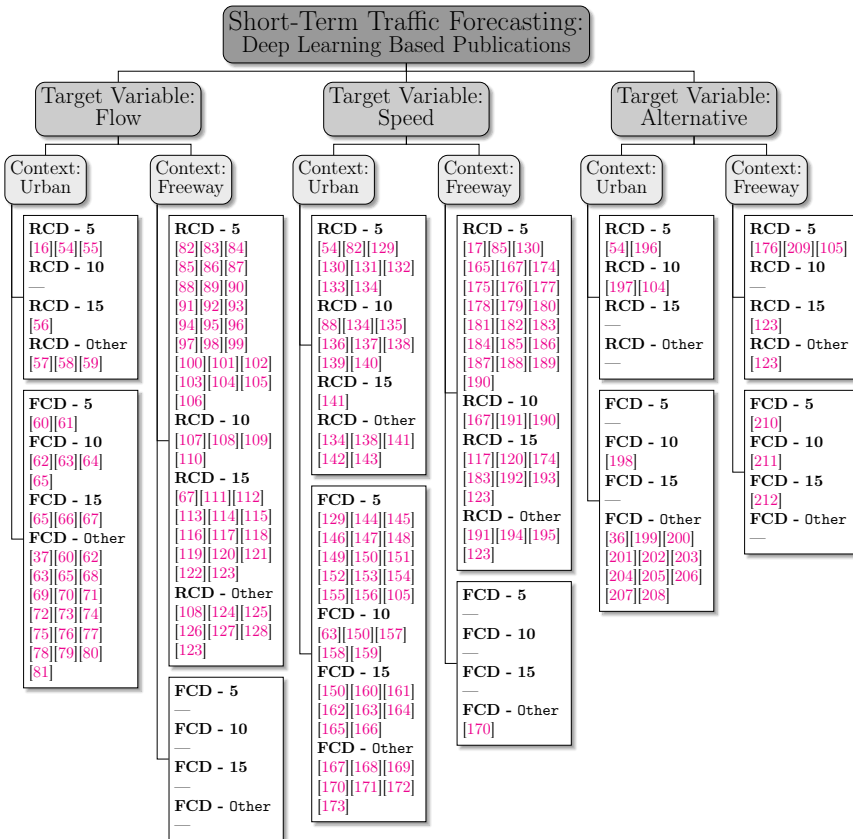 Short-Term Traffic Forecasting:
Deep Learning Based Publications
Target Variable:
Flow
Target Variable:
Speed
Target Variable:
Alternative
Context:
Urban
Context:
Freeway
Context:
Urban
Context:
Freeway
Context:
Urban
Context:
Freeway
RCD - 5
[16][54][55]
RCD - 10
—
RCD - 15
[56]
RCD - Other
[57][58][59]
FCD - 5
[60][61]
FCD - 10
[62][63][64]
[65]
FCD - 15
[65][66][67]
FCD - Other
[37][60][62]
[63][65][68]
[69][70][71]
[72][73][74]
[75][76][77]
[78][79][80]
[81]
RCD - 5
[82][83][84]
[85][86][87]
[88][89][90]
[91][92][93]
[94][95][96]
[97][98][99]
[100][101][102]
[103][104][105]
[106]
RCD - 10
[107][108][109]
[110]
RCD - 15
[67][111][112]
[113][114][115]
[116][117][118]
[119][120][121]
[122][123]
RCD - Other
[108][124][125]
[126][127][128]
[123]
FCD - 5
—
FCD - 10
—
FCD - 15
—
FCD - Other
—
RCD - 5
[54][82][129]
[130][131][132]
[133][134]
RCD - 10
[88][134][135]
[136][137][138]
[139][140]
RCD - 15
[141]
RCD - Other
[134][138][141]
[142][143]
FCD - 5
[129][144][145]
[146][147][148]
[149][150][151]
[152][153][154]
[155][156][105]
FCD - 10
[63][150][157]
[158][159]
FCD - 15
[150][160][161]
[162][163][164]
[165][166]
FCD - Other
[167][168][169]
[170][171][172]
[173]
RCD - 5
[17][85][130]
[165][167][174]
[175][176][177]
[178][179][180]
[181][182][183]
[184][185][186]
[187][188][189]
[190]
RCD - 10
[167][191][190]
RCD - 15
[117][120][174]
[183][192][193]
[123]
RCD - Other
[191][194][195]
[123]
FCD - 5
—
FCD - 10
—
FCD - 15
—
FCD - Other
[170]
RCD - 5
[54][196]
RCD - 10
[197][104]
RCD - 15
—
RCD - Other
—
FCD - 5
—
FCD - 10
[198]
FCD - 15
—
FCD - Other
[36][199][200]
[201][202][203]
[204][205][206]
[207][208]
RCD - 5
[176][209][105]
RCD - 10
—
RCD - 15
[123]
RCD - Other
[123]
FCD - 5
[210]
FCD - 10
[211]
FCD - 15
[212]
FCD - Other
—